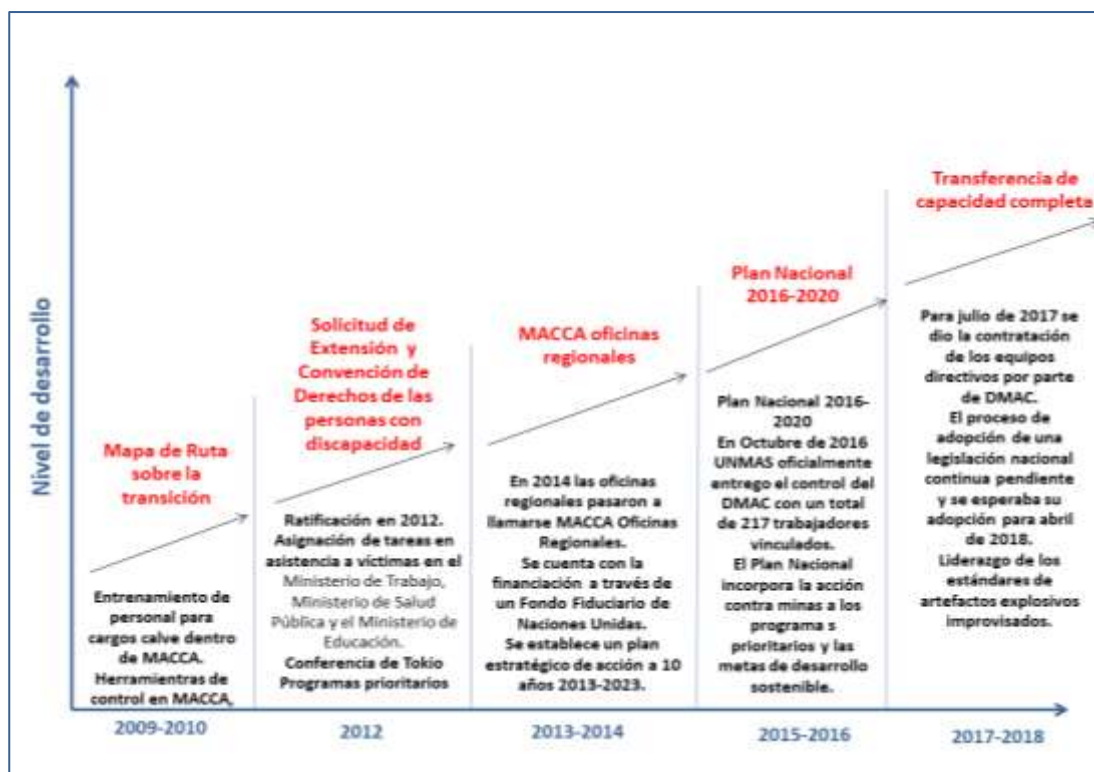 Nivel de desarrollo
Mapa de Ruta
sobre la
transición
Entrenamiento de
personal para
cargos calve dentro
de MACCA.
Herramientras de
control en MACCA,
2009-2010
Solicitud de
Extensión y
Convención de
Derechos de las
personas con
discapacidad
Ratificación en 2012.
Asignación de tareas en
asistencia a víctimas en el
Ministerio de Trabajo,
Ministerio de Salud
Pública y el Ministerio de
Educación.
Conferencia de Tokio
Programas prioritarios
2012
MACCA oficinas
regionales
En 2014 las oficinas
regionales pasaron a
llamarse MACCA Oficinas
Regionales.
Se cuenta con la
financiación a través de
un Fondo Fiduciario de
Naciones Unidas.
Se establece un plan
estratégico de acción a 10
años 2013-2023.
2013-2014
Plan Nacional
2016-2020
Plan Nacional 2016-
2020
En Octubre de 2016
UNMAS oficialmente
entrego el control del
DMAC con un total
de 217 trabajadores
vinculados.
El Plan Nacional
incorpora la acción
contra minas a los
programa s
prioritarios y las
metas de desarrollo
sostenible.
2015-2016
Transferencia de
capacidad completa
Para julio de 2017 se
dio la contratación
de los equipos
directivos por parte
de DMAC.
El proceso de
adopción de una
legislación nacional
continua pendiente
y se esperaba su
adopción para abril
de 2018.
Liderazgo de los
estándares de
artefactos explosivos
improvisados.
2017-2018